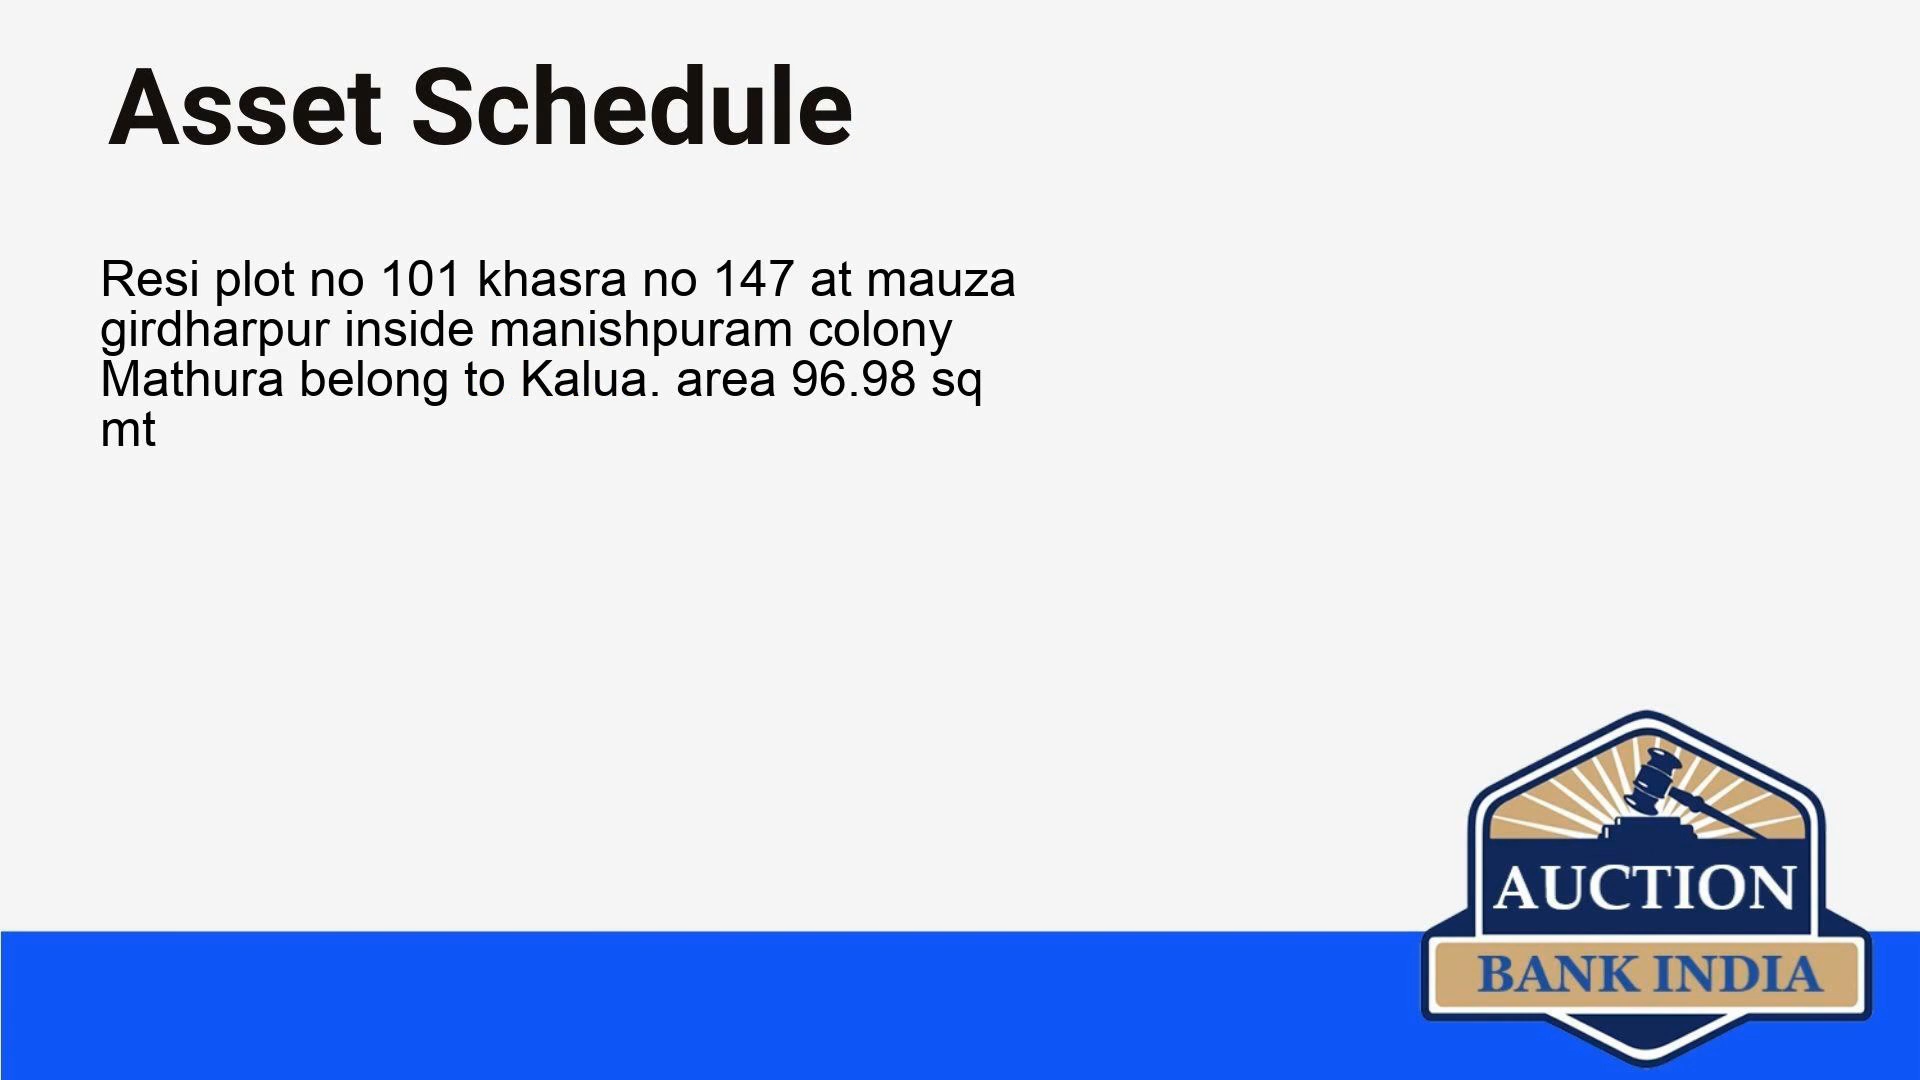 Asset Schedule
Resi plot no 101 khasra no 147 at mauza
girdharpur inside manishpuram colony
Mathura belong to Kalua. area 96.98 sq
mt
AUCTION
BANK INDIA